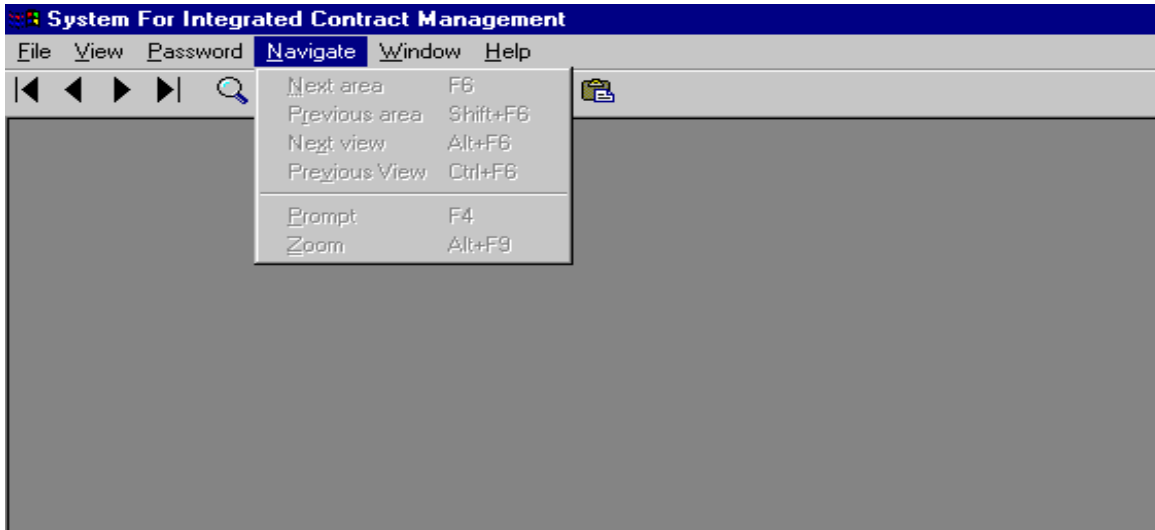 System For Integrated Contract Management
File View Password Navigate Window Help
Next area F6
Previous area Shift+F6
Next view Alt+F6
Previous View Ctrl+F6
Prompt F4
Zoom Alt+F9